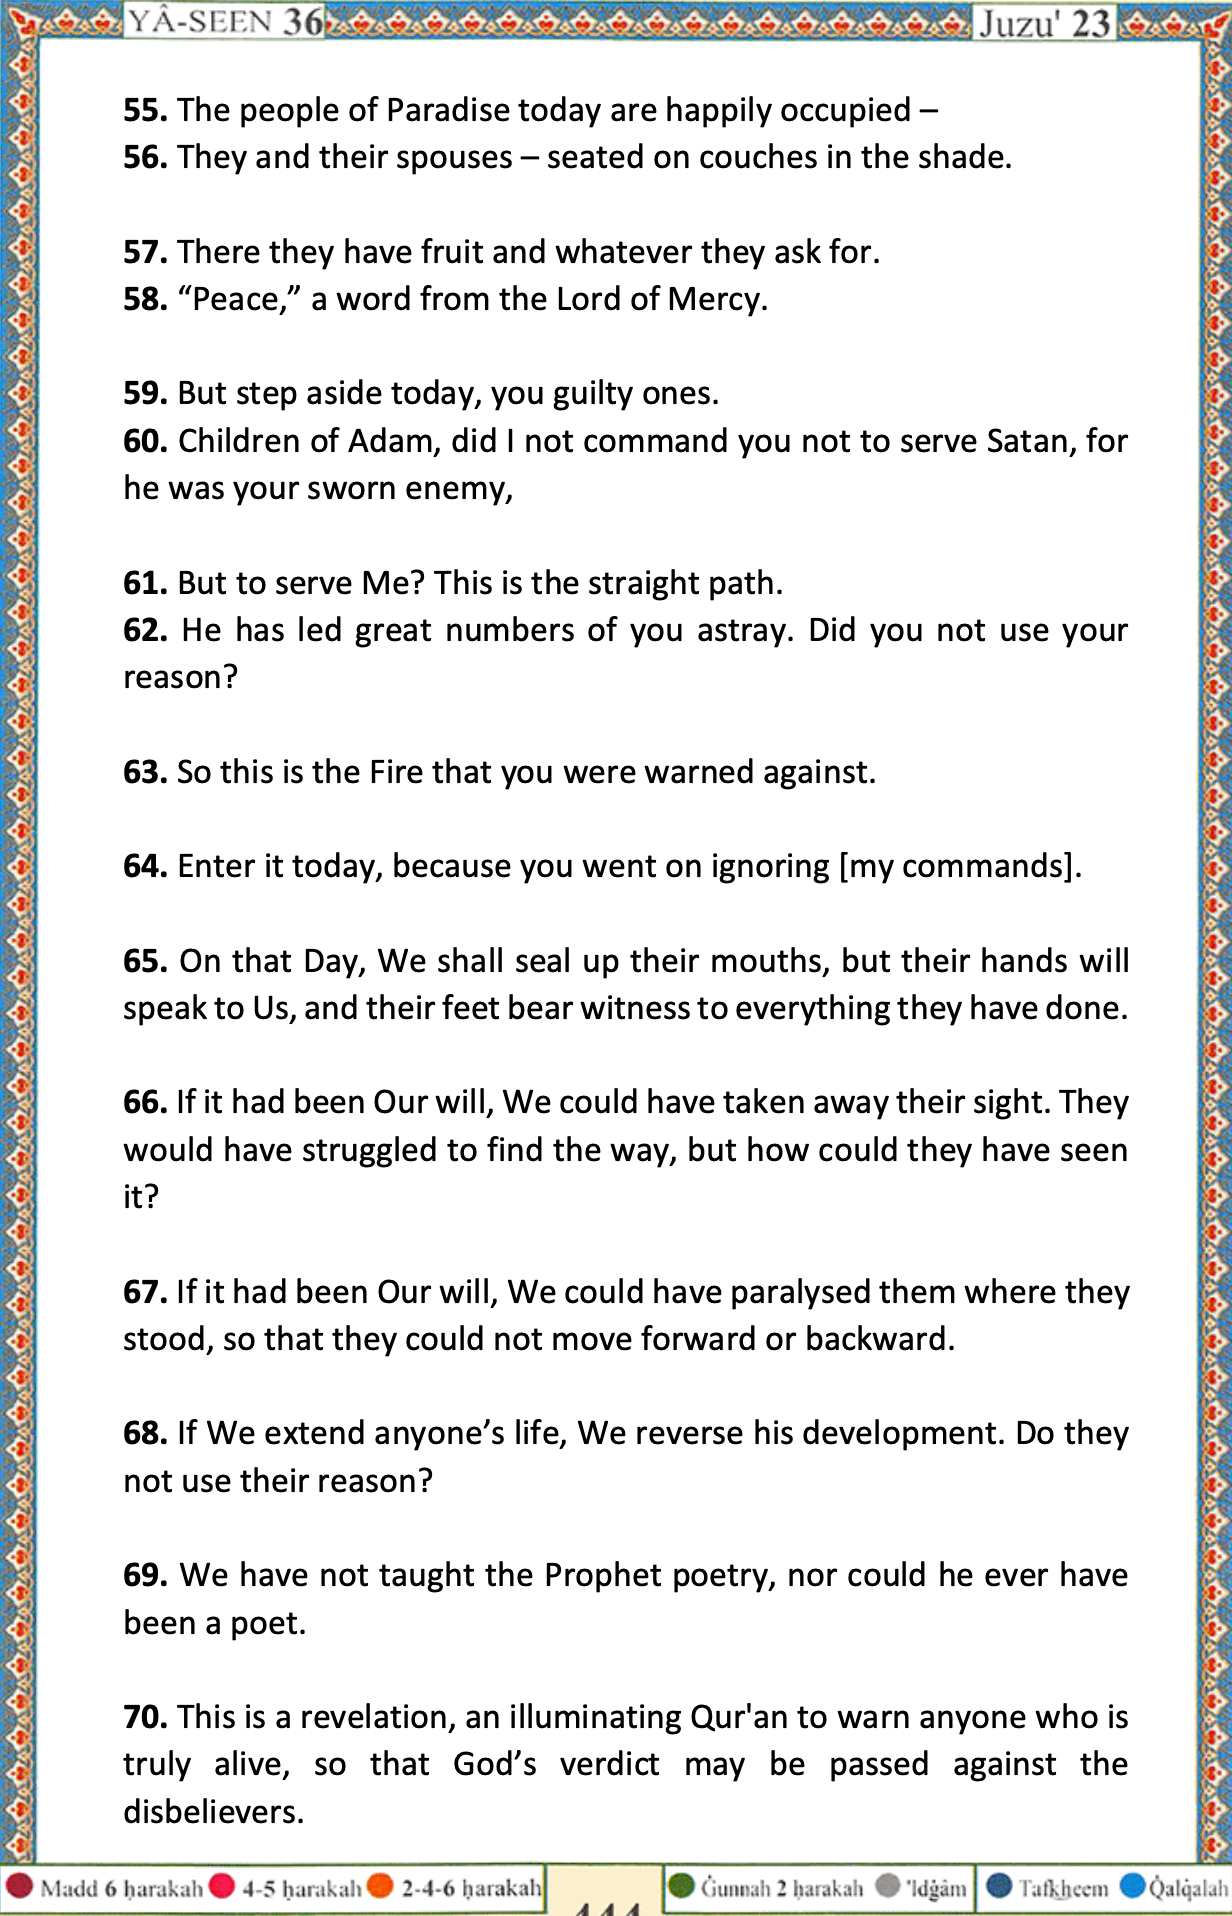 YÂ-SEEN 36
Juzu' 23
55. The people of Paradise today are happily occupied –
56. They and their spouses – seated on couches in the shade.
57. There they have fruit and whatever they ask for.
58. “Peace,” a word from the Lord of Mercy.
59. But step aside today, you guilty ones.
60. Children of Adam, did I not command you not to serve Satan, for
he was your sworn enemy,
61. But to serve Me? This is the straight path.
62. He has led great numbers of you astray. Did you not use your
reason?
63. So this is the Fire that you were warned against.
64. Enter it today, because you went on ignoring [my commands].
65. On that Day, We shall seal up their mouths, but their hands will
speak to Us, and their feet bear witness to everything they have done.
66. If it had been Our will, We could have taken away their sight. They
would have struggled to find the way, but how could they have seen
it?
67. If it had been Our will, We could have paralysed them where they
stood, so that they could not move forward or backward.
68. If We extend anyone’s life, We reverse his development. Do they
not use their reason?
69. We have not taught the Prophet poetry, nor could he ever have
been a poet.
70. This is a revelation, an illuminating Qur'an to warn anyone who is
truly alive, so that God’s verdict may be passed against the
disbelievers.
Madd 6 ḥarakah 4-5 ḥarakah 2-4-6 ḥarakah
Ġunnah 2 ḥarakah 'Idġâm Tafkheem Q̇alq̇alah